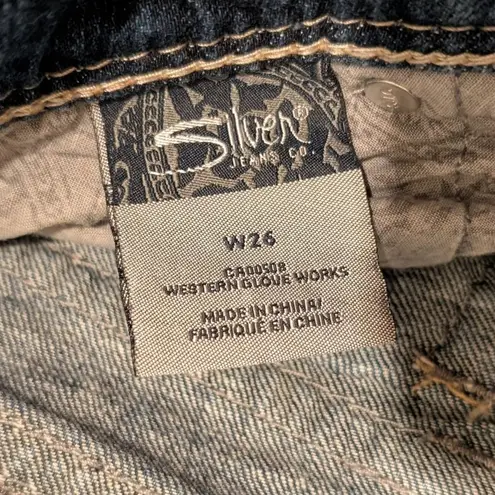 Silver®
JEANS CO.
W26
CA00508
WESTERN GLOVE WORKS
MADE IN CHINA/
FABRIQUÉ EN CHINE